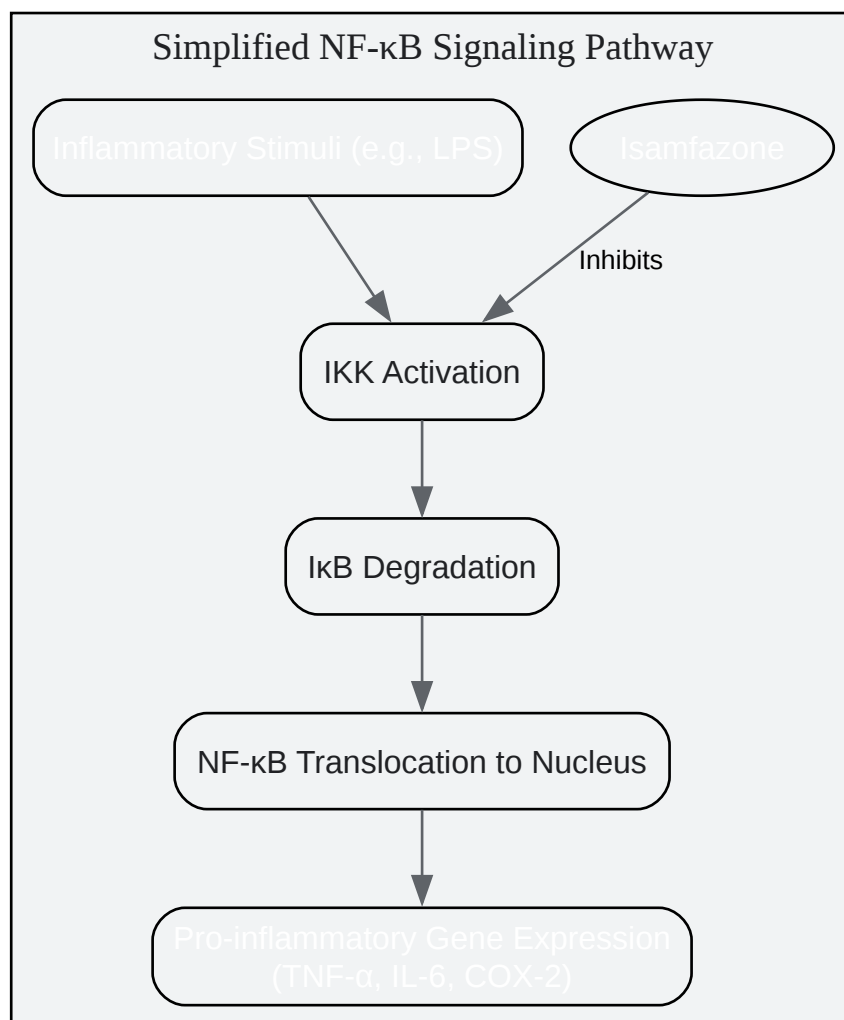 Simplified NF-κB Signaling Pathway
Inflammatory Stimuli (e.g., LPS)
Isamfazone
Inhibits
IKK Activation
IκB Degradation
NF-κB Translocation to Nucleus
Pro-inflammatory Gene Expression
(TNF-α, IL-6, COX-2)